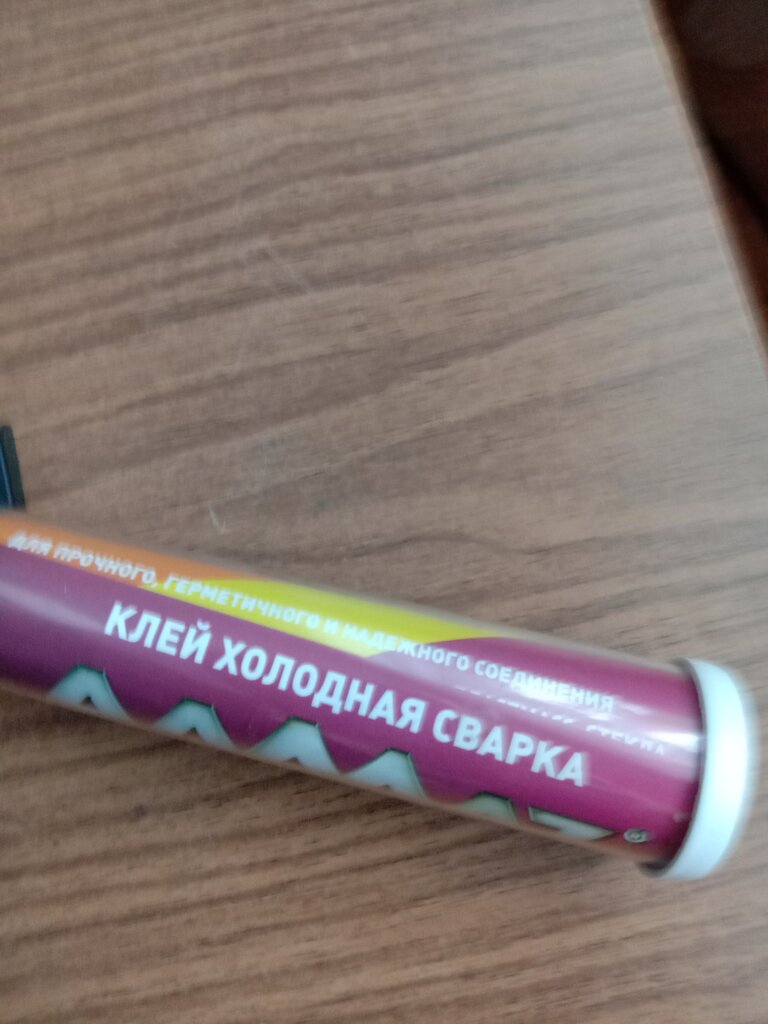 ДЛЯ ПРОЧНОГО, ГЕРМЕТИЧНОГО И НАДЕЖНОГО СОЕДИНЕНИЯ
КЛЕЙ ХОЛОДНАЯ СВАРКА
®